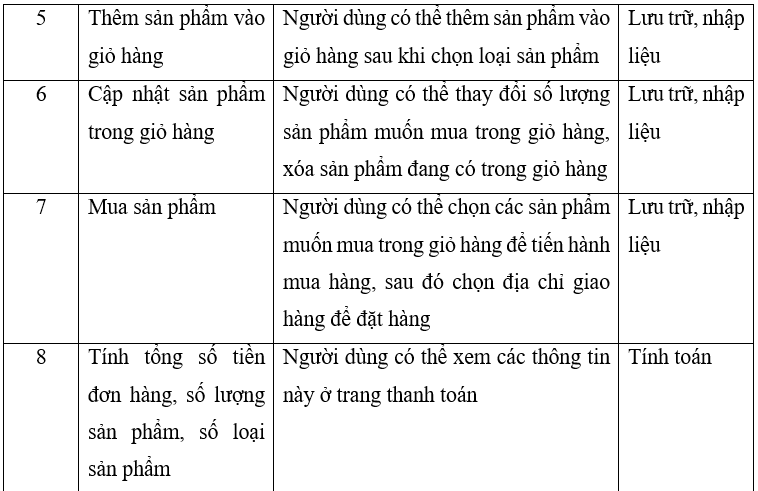 5
Thêm sản phẩm vào
giỏ hàng
Người dùng có thể thêm sản phẩm vào
giỏ hàng sau khi chọn loại sản phẩm
Lưu trữ, nhập
liệu
6
Cập nhật sản phẩm
trong giỏ hàng
Người dùng có thể thay đổi số lượng
sản phẩm muốn mua trong giỏ hàng,
xóa sản phẩm đang có trong giỏ hàng
Lưu trữ, nhập
liệu
7
Mua sản phẩm
Người dùng có thể chọn các sản phẩm
muốn mua trong giỏ hàng để tiến hành
mua hàng, sau đó chọn địa chỉ giao
hàng để đặt hàng
Lưu trữ, nhập
liệu
8
Tính tổng số tiền
đơn hàng, số lượng
sản phẩm, số loại
sản phẩm
Người dùng có thể xem các thông tin
này ở trang thanh toán
Tính toán